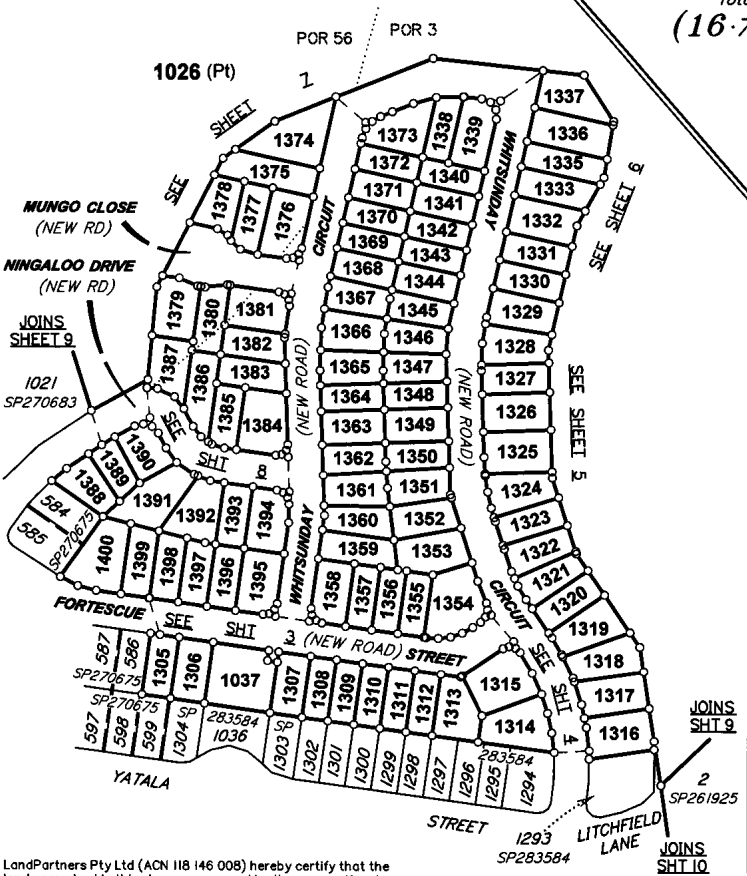 Total
(16·7
POR 56
POR 3
1026 (Pt)
7
SEE SHEET
1374
1375
1378
1377
1376
MUNGO CLOSE
(NEW RD)
NINGALOO DRIVE
(NEW RD)
JOINS
SHEET 9
1021
SP270683
1379
1380
1381
1382
1383
1387
1386
1385
1384
SEE
SHT
8
1390
1389
1388
584
585
SP270675
1391
1392
1393
1394
1400
1399
1398
1397
1396
1395
WHITSUNDAY
(NEW ROAD)
CIRCUIT
1373
1338
1339
1372
1340
1371
1341
1370
1342
1369
1343
1368
1344
1367
1345
1366
1346
1365
1347
1364
1348
1363
1349
1362
1350
1361
1351
1360
1352
1359
1353
1358
1357
1356
1355
1354
WHITSUNDAY
(NEW ROAD)
CIRCUIT
1337
1336
1335
1333
1332
1331
1330
1329
1328
1327
1326
1325
1324
1323
1322
1321
1320
1319
1318
1317
1316
SEE SHEET 6
SEE SHEET 5
SEE SHT 4
FORTESCUE
SEE SHT 3
(NEW ROAD)
STREET
587
586
SP270675
1305
1306
1037
1307
1308
1309
1310
1311
1312
1313
1315
1314
SP270675
597
598
599
1304
SP
283584
1036
SP
1303
1302
1301
1300
1299
1298
1297
1296
1295
1294
283584
YATALA
STREET
1293
SP283584
LITCHFIELD
LANE
JOINS
SHT 9
2
SP261925
JOINS
SHT 10
LandPartners Pty Ltd (ACN 118 146 008) hereby certify that the